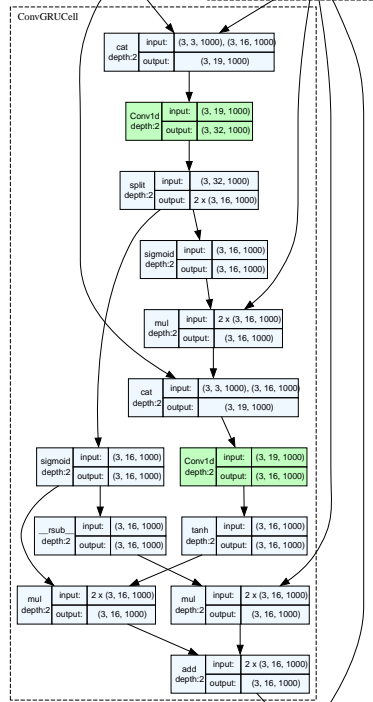 ConvGRUCell
cat
depth:2
input: (3, 3, 1000), (3, 16, 1000)
output: (3, 19, 1000)
Conv1d
depth:2
input: (3, 19, 1000)
output: (3, 32, 1000)
split
depth:2
input: (3, 32, 1000)
output: 2 x (3, 16, 1000)
sigmoid
depth:2
input: (3, 16, 1000)
output: (3, 16, 1000)
mul
depth:2
input: 2 x (3, 16, 1000)
output: (3, 16, 1000)
cat
depth:2
input: (3, 3, 1000), (3, 16, 1000)
output: (3, 19, 1000)
sigmoid
depth:2
input: (3, 16, 1000)
output: (3, 16, 1000)
Conv1d
depth:2
input: (3, 19, 1000)
output: (3, 16, 1000)
__rsub__
depth:2
input: (3, 16, 1000)
output: (3, 16, 1000)
tanh
depth:2
input: (3, 16, 1000)
output: (3, 16, 1000)
mul
depth:2
input: 2 x (3, 16, 1000)
output: (3, 16, 1000)
mul
depth:2
input: 2 x (3, 16, 1000)
output: (3, 16, 1000)
add
depth:2
input: 2 x (3, 16, 1000)
output: (3, 16, 1000)